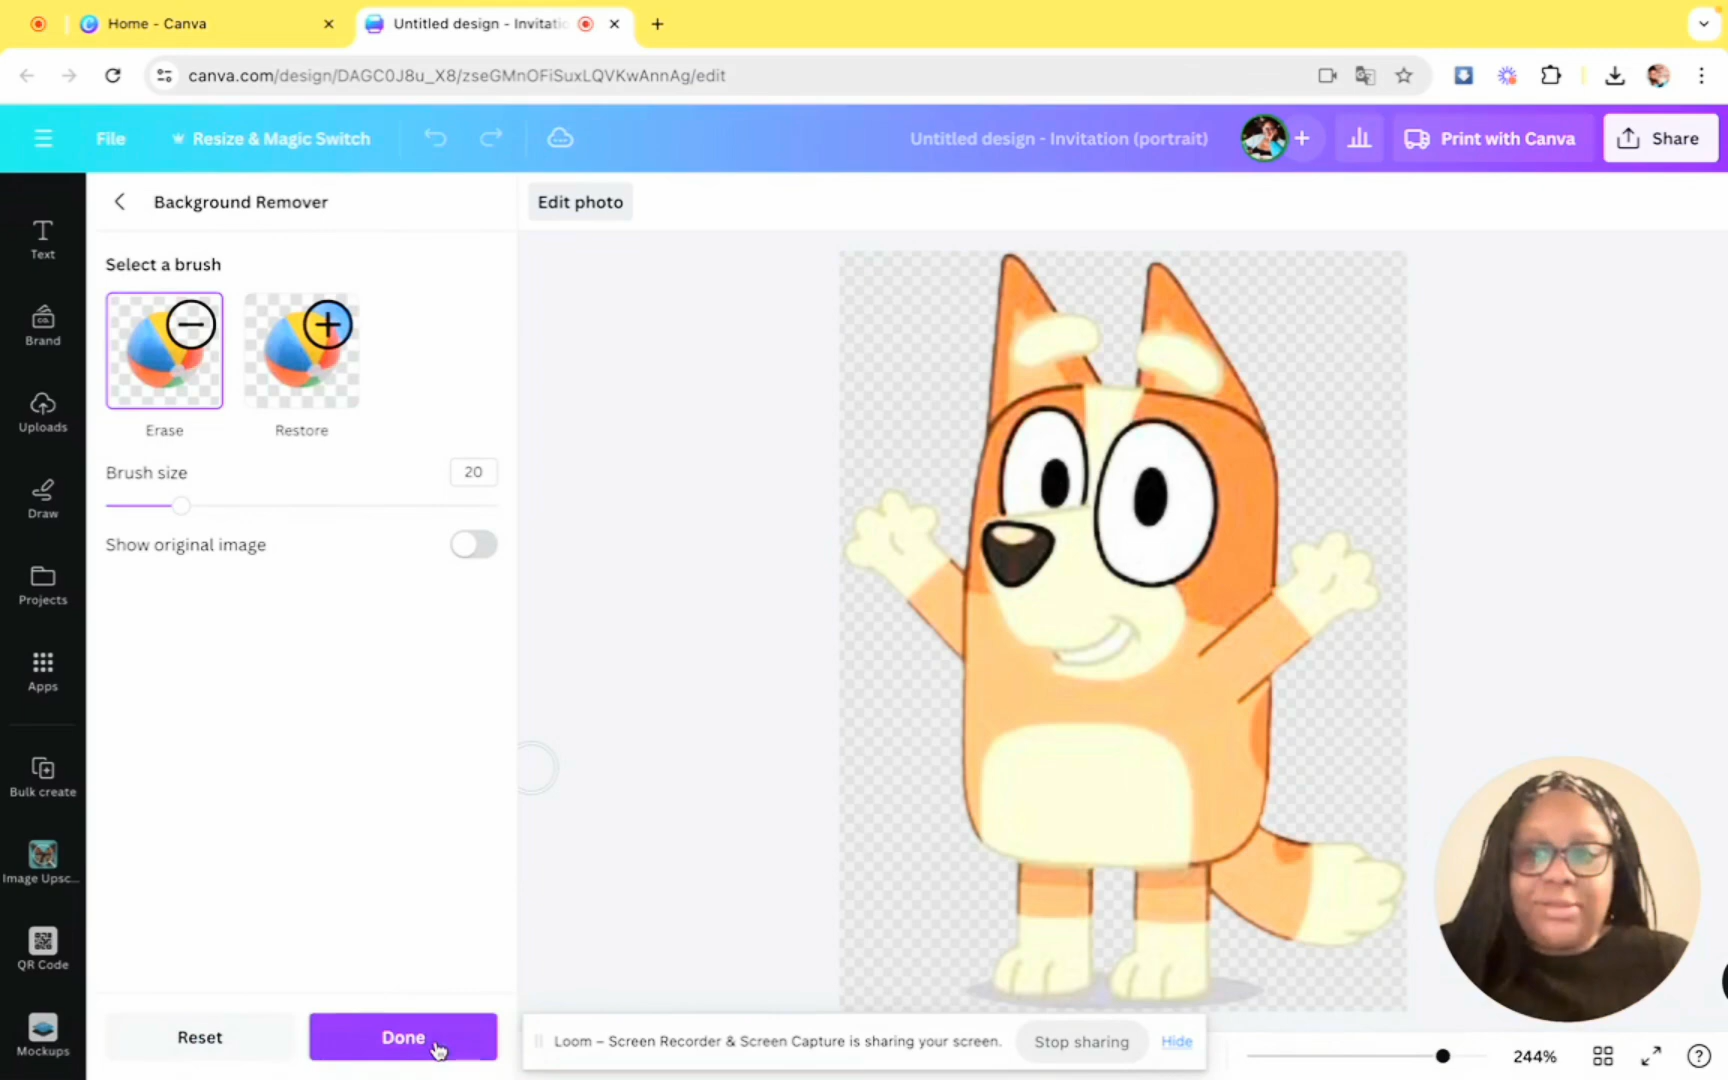 Home - Canva
Untitled design - Invitatio
canva.com/design/DAGC0J8u_X8/zseGMnOFiSuxLQVKwAnnAg/edit
File
Resize & Magic Switch
Untitled design - Invitation (portrait)
Print with Canva
Share
Background Remover
Edit photo
Text
Brand
Uploads
Draw
Projects
Apps
Bulk create
Image Upsc...
QR Code
Mockups
Select a brush
Erase
Restore
Brush size
20
Show original image
Reset
Done
Loom – Screen Recorder & Screen Capture is sharing your screen.
Stop sharing
Hide
244%